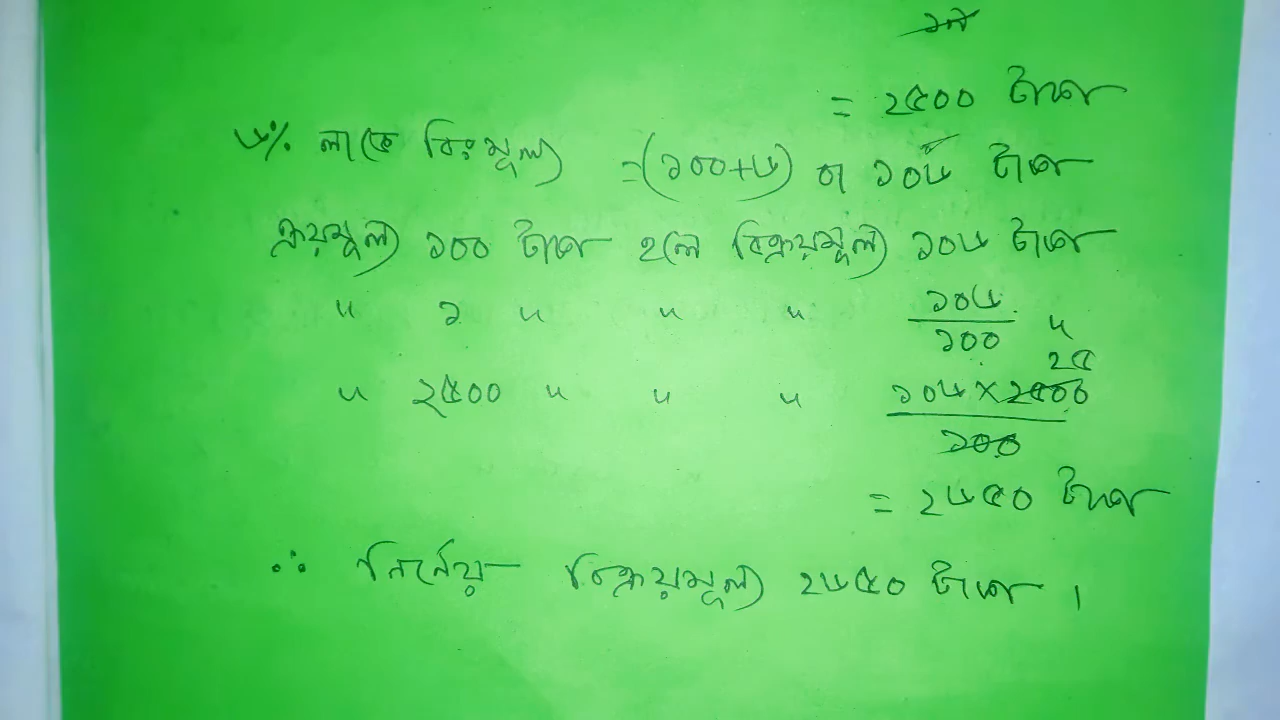 = ২৫০০ টাকা
৬% লাভে বিঃমূল্য =(১০০+৬) বা ১০৬ টাকা
ক্রয়মূল্য ১০০ টাকা হলে বিক্রয়মূল্য ১০৬ টাকা
" ১ " " " ১০৬/১০০ "
২৫
" ২৫০০ " " " ১০৬×২৫০০/১০০
= ২৬৫০ টাকা
∴ নির্ণেয় বিক্রয়মূল্য ২৬৫০ টাকা।